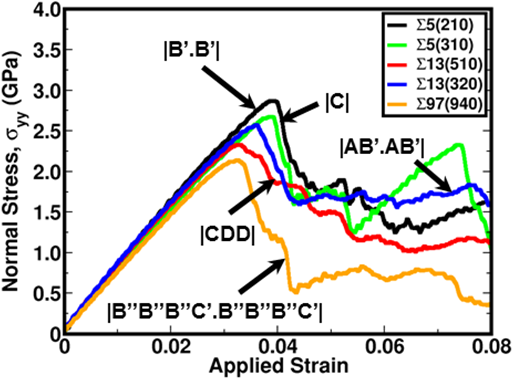 Normal Stress, σyy (GPa)
4.0
3.5
3.0
2.5
2.0
1.5
1.0
0.5
0
Σ5(210)
Σ5(310)
Σ13(510)
Σ13(320)
Σ97(940)
|B’.B’|
|C|
|AB’.AB’|
|CDD|
|B’’B’’B’’C’.B’’B’’B’’C’|
0 0.02 0.04 0.06 0.08
Applied Strain